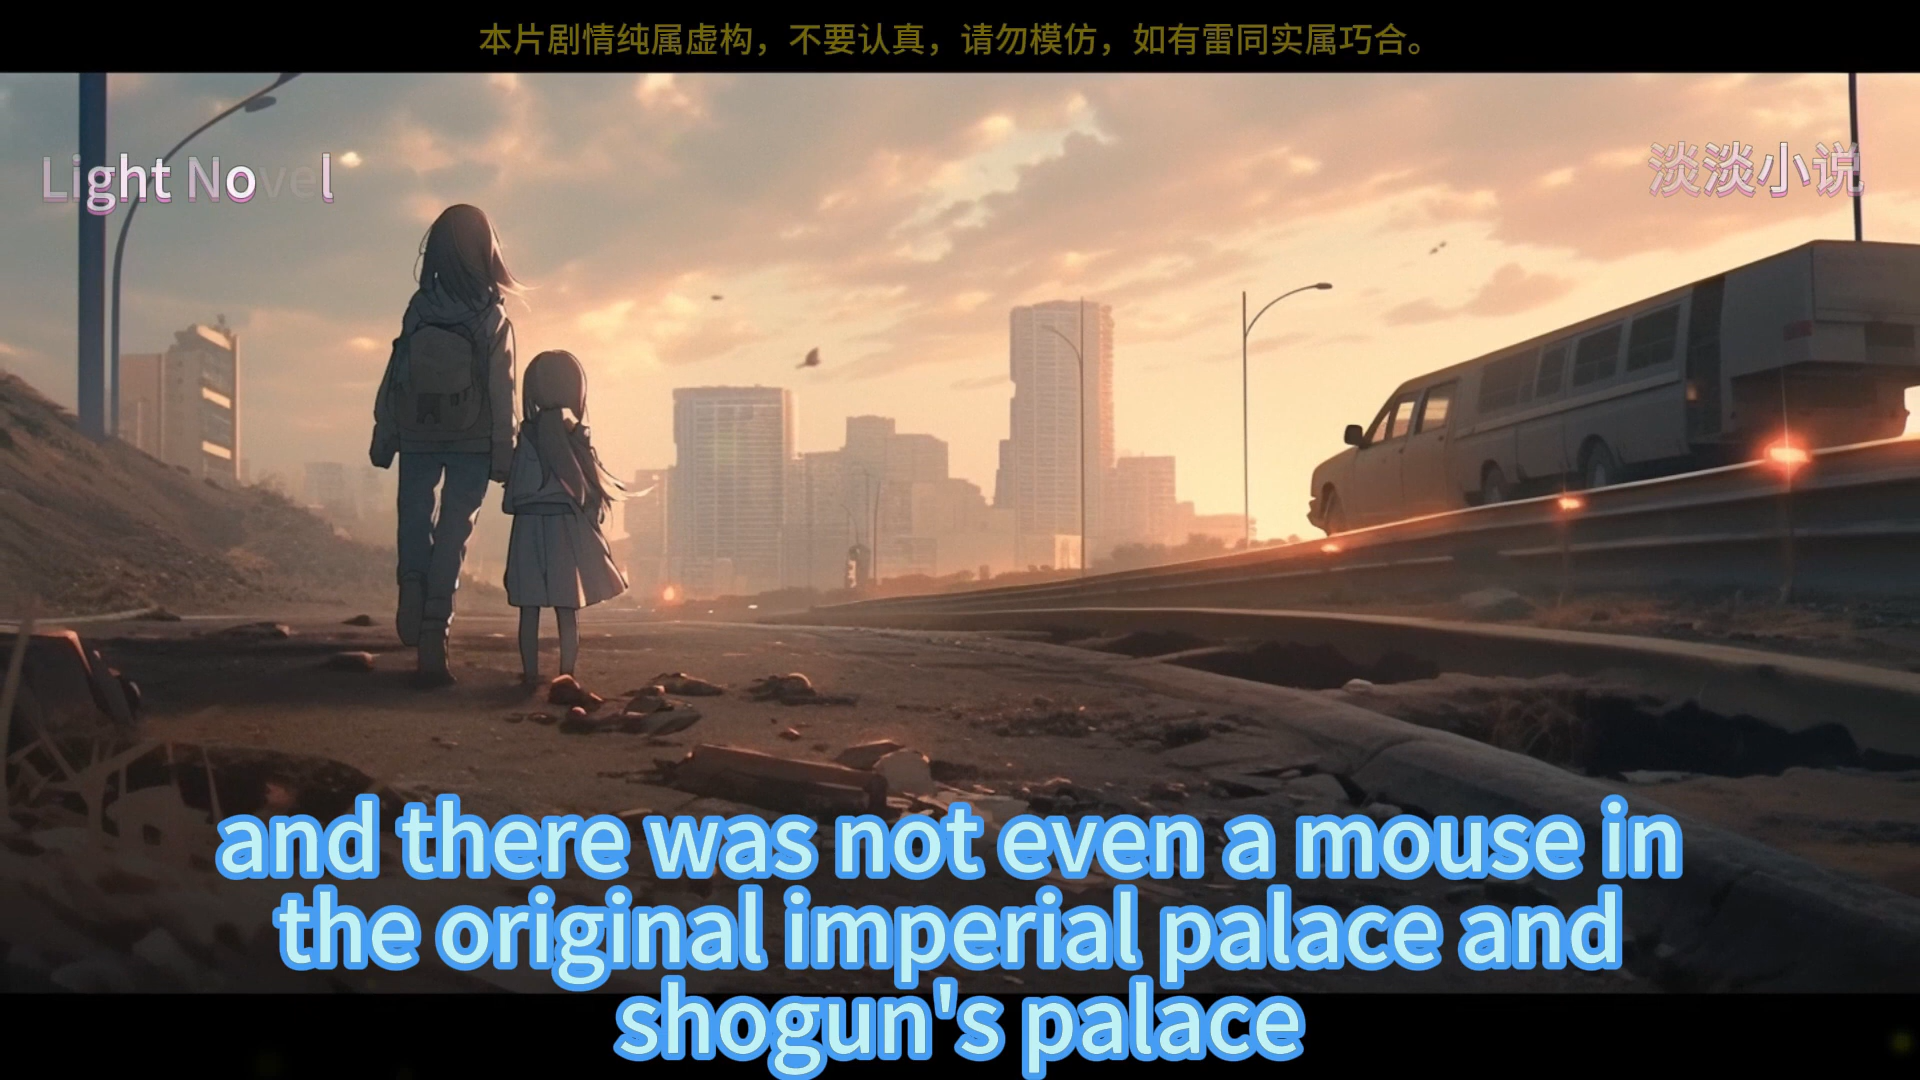 本片剧情纯属虚构，不要认真，请勿模仿，如有雷同实属巧合。
Light Novel
淡淡小说
and there was not even a mouse in
the original imperial palace and
shogun's palace